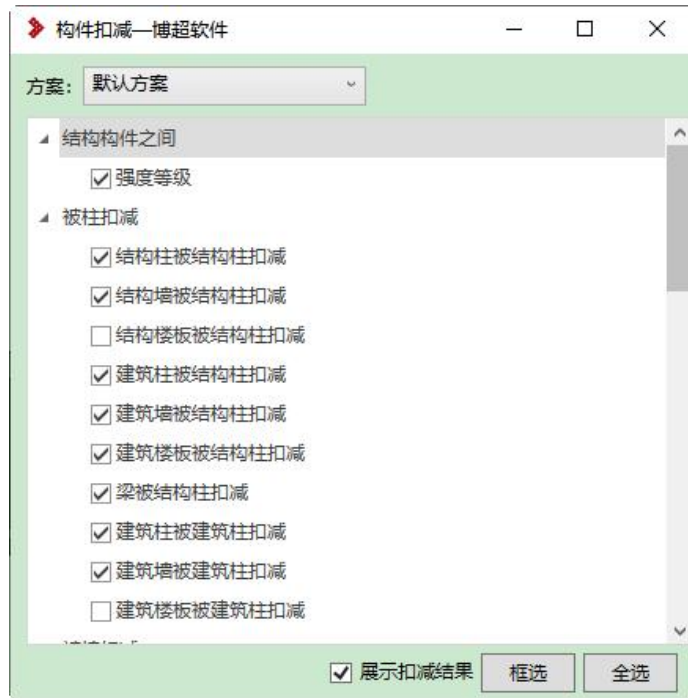 构件扣减—博超软件
方案: 默认方案
结构构件之间
强度等级
被柱扣减
结构柱被结构柱扣减
结构墙被结构柱扣减
结构楼板被结构柱扣减
建筑柱被结构柱扣减
建筑墙被结构柱扣减
建筑楼板被结构柱扣减
梁被结构柱扣减
建筑柱被建筑柱扣减
建筑墙被建筑柱扣减
建筑楼板被建筑柱扣减
展示扣减结果 框选 全选